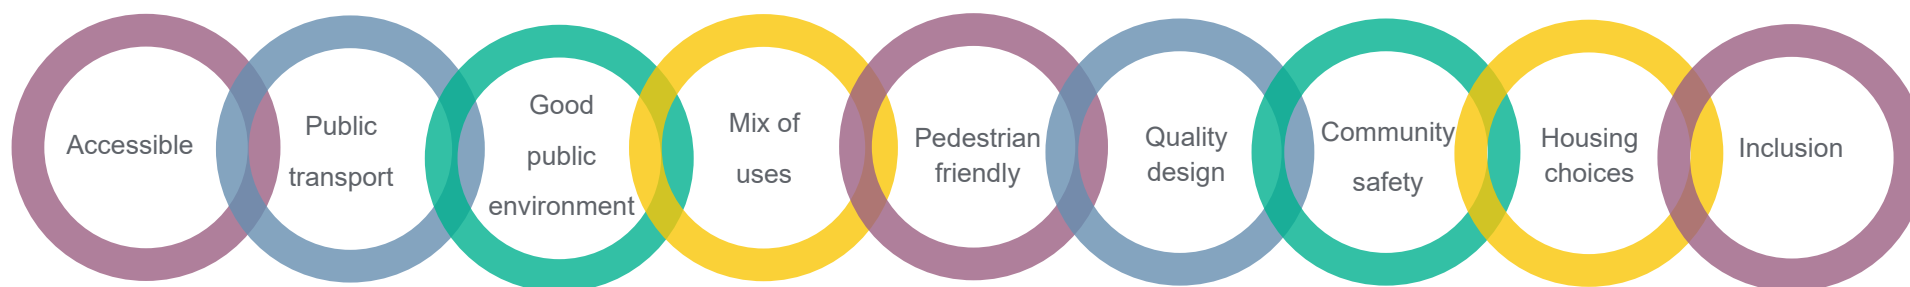 Accessible
Public
transport
Good
public
environment
Mix of
uses
Pedestrian
friendly
Quality
design
Community
safety
Housing
choices
Inclusion